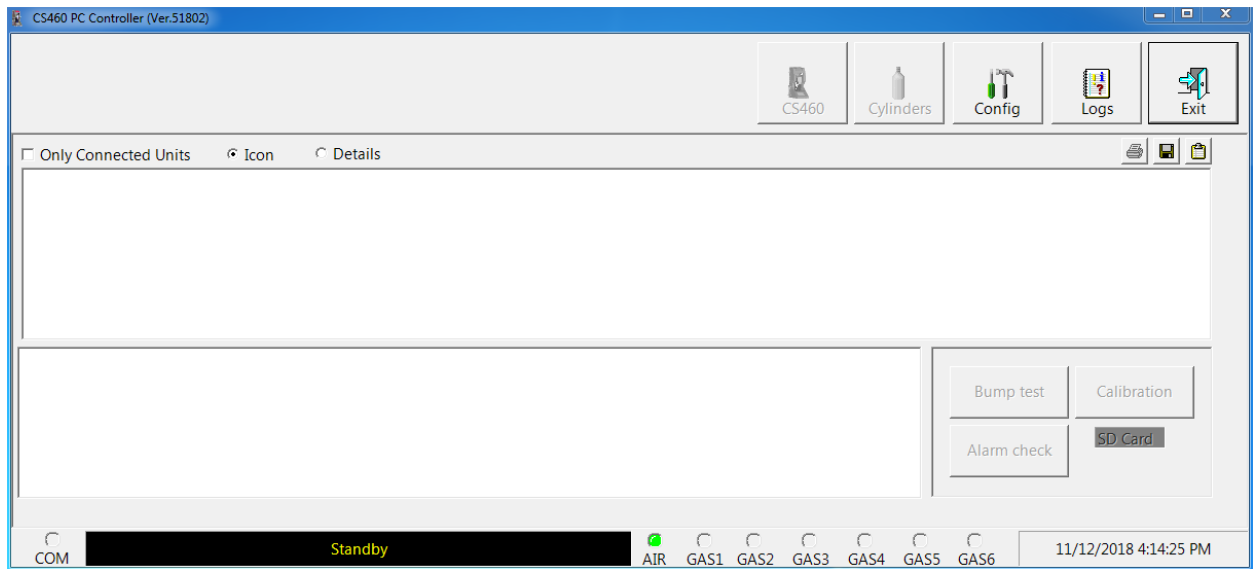 CS460 PC Controller (Ver.51802)
CS460 Cylinders Config Logs Exit
Only Connected Units Icon Details
Bump test Calibration
Alarm check SD Card
COM Standby AIR GAS1 GAS2 GAS3 GAS4 GAS5 GAS6 11/12/2018 4:14:25 PM